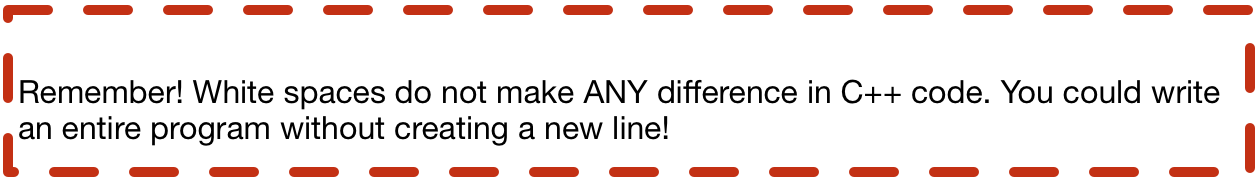 Remember! White spaces do not make ANY difference in C++ code. You could write
an entire program without creating a new line!